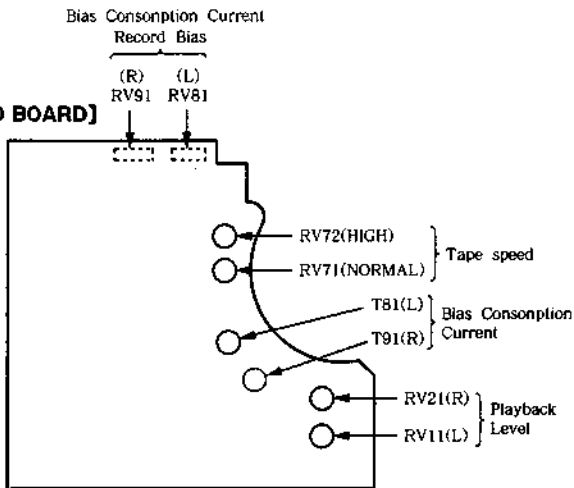 Bias Consonption Current
Record Bias
(R) (L)
RV91 RV81
BOARD]
RV72(HIGH)
RV71(NORMAL)
Tape speed
T81(L)
T91(R)
Bias Consonption
Current
RV21(R)
RV11(L)
Playback
Level